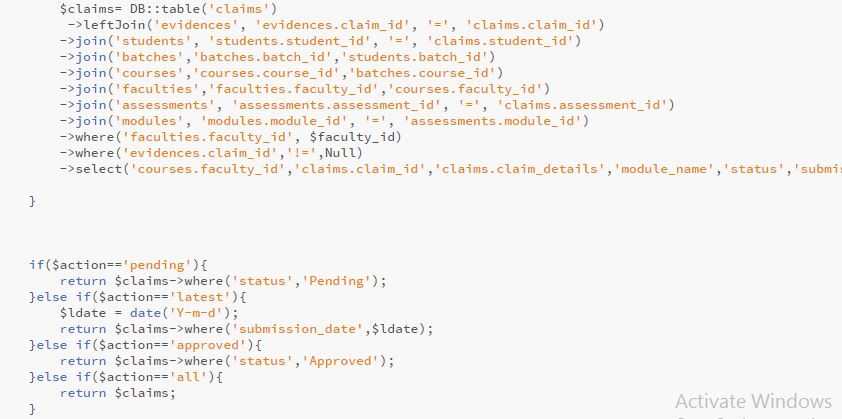 $claims= DB::table('claims')
->leftJoin('evidences', 'evidences.claim_id', '=', 'claims.claim_id')
->join('students', 'students.student_id', '=', 'claims.student_id')
->join('batches','batches.batch_id','students.batch_id')
->join('courses','courses.course_id','batches.course_id')
->join('faculties','faculties.faculty_id','courses.faculty_id')
->join('assessments', 'assessments.assessment_id', '=', 'claims.assessment_id')
->join('modules', 'modules.module_id', '=', 'assessments.module_id')
->where('faculties.faculty_id', $faculty_id)
->where('evidences.claim_id','!=',Null)
->select('courses.faculty_id','claims.claim_id','claims.claim_details','module_name','status','submi
}
if($action=='pending'){
return $claims->where('status','Pending');
}else if($action=='latest'){
$ldate = date('Y-m-d');
return $claims->where('submission_date',$ldate);
}else if($action=='approved'){
return $claims->where('status','Approved');
}else if($action=='all'){
return $claims;
}
Activate Windows